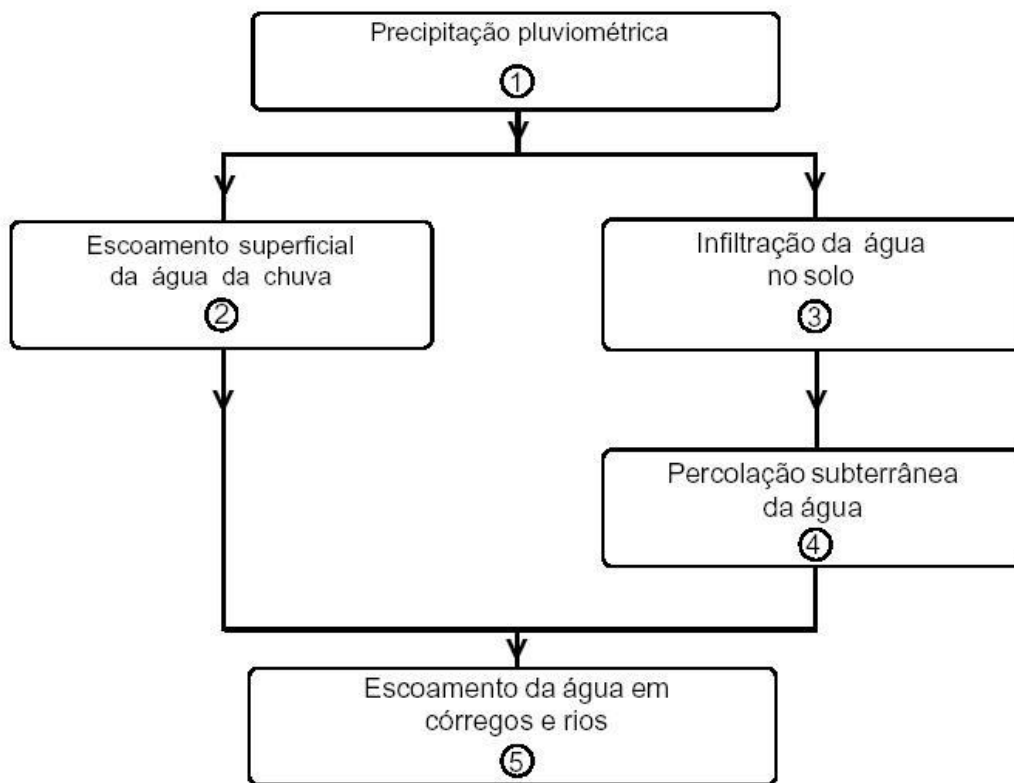 Precipitação pluviométrica
1
Escoamento superficial
da água da chuva
2
Infiltração da água
no solo
3
Percolação subterrânea
da água
4
Escoamento da água em
córregos e rios
5